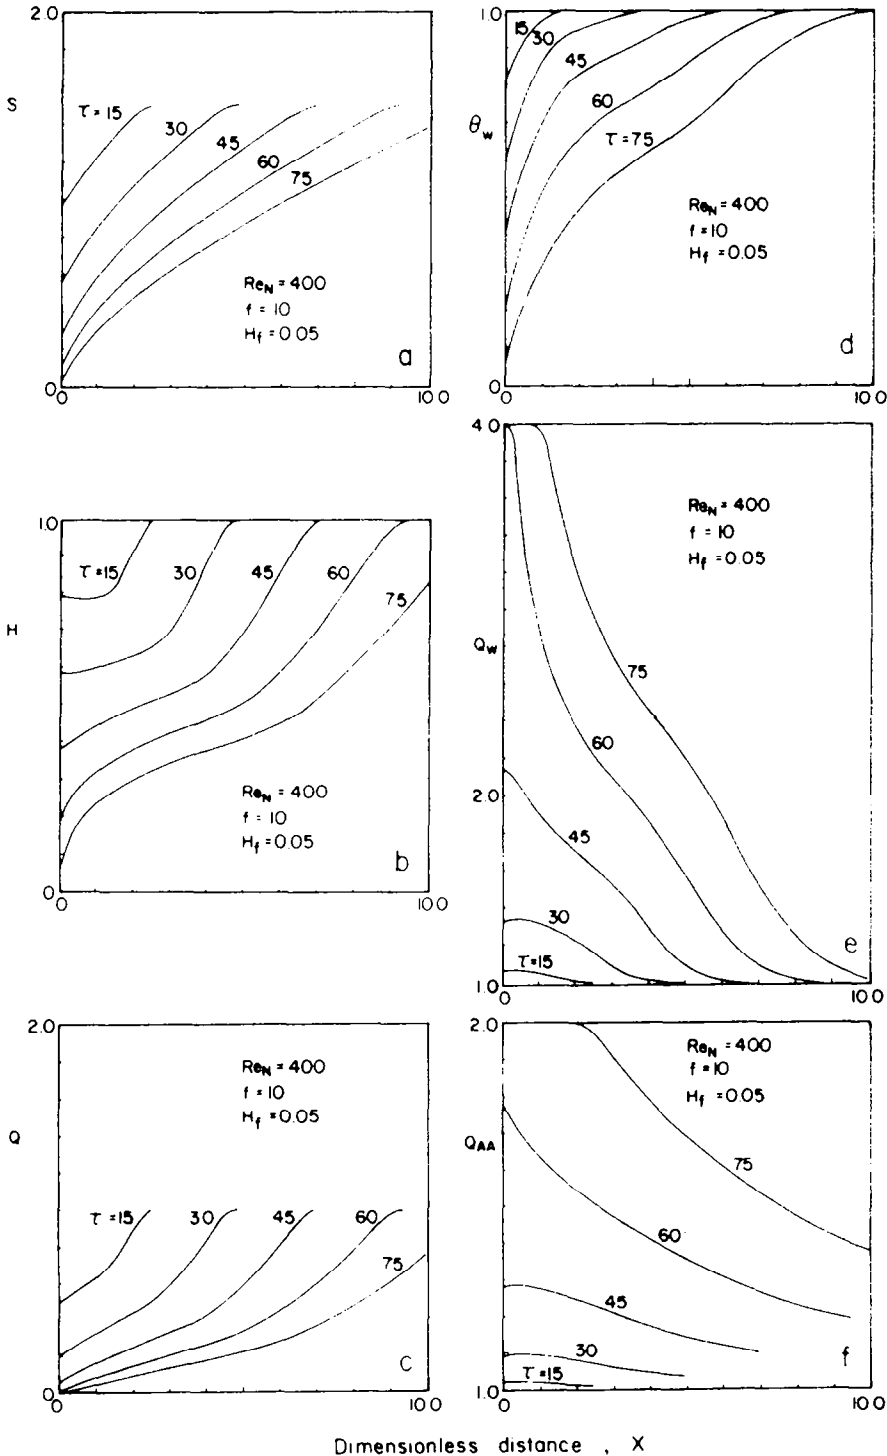 2.0
S
τ=15
30
45
60
75
Re_N = 400
f = 10
H_f = 0.05
a
0
0
10.0
1.0
H
τ=15
30
45
60
75
Re_N = 400
f = 10
H_f = 0.05
b
0
0
10.0
2.0
Q
Re_N = 400
f = 10
H_f = 0.05
τ=15
30
45
60
75
c
0
0
10.0
1.0
15
30
45
60
θ_w
τ=75
Re_N = 400
f = 10
H_f = 0.05
d
0
0
10.0
4.0
Re_N = 400
f = 10
H_f = 0.05
Q_W
75
60
2.0
45
30
τ=15
e
1.0
0
10.0
2.0
Re_N = 400
f = 10
H_f = 0.05
Q_AA
75
60
45
30
τ=15
f
1.0
0
10.0
Dimensionless distance , X